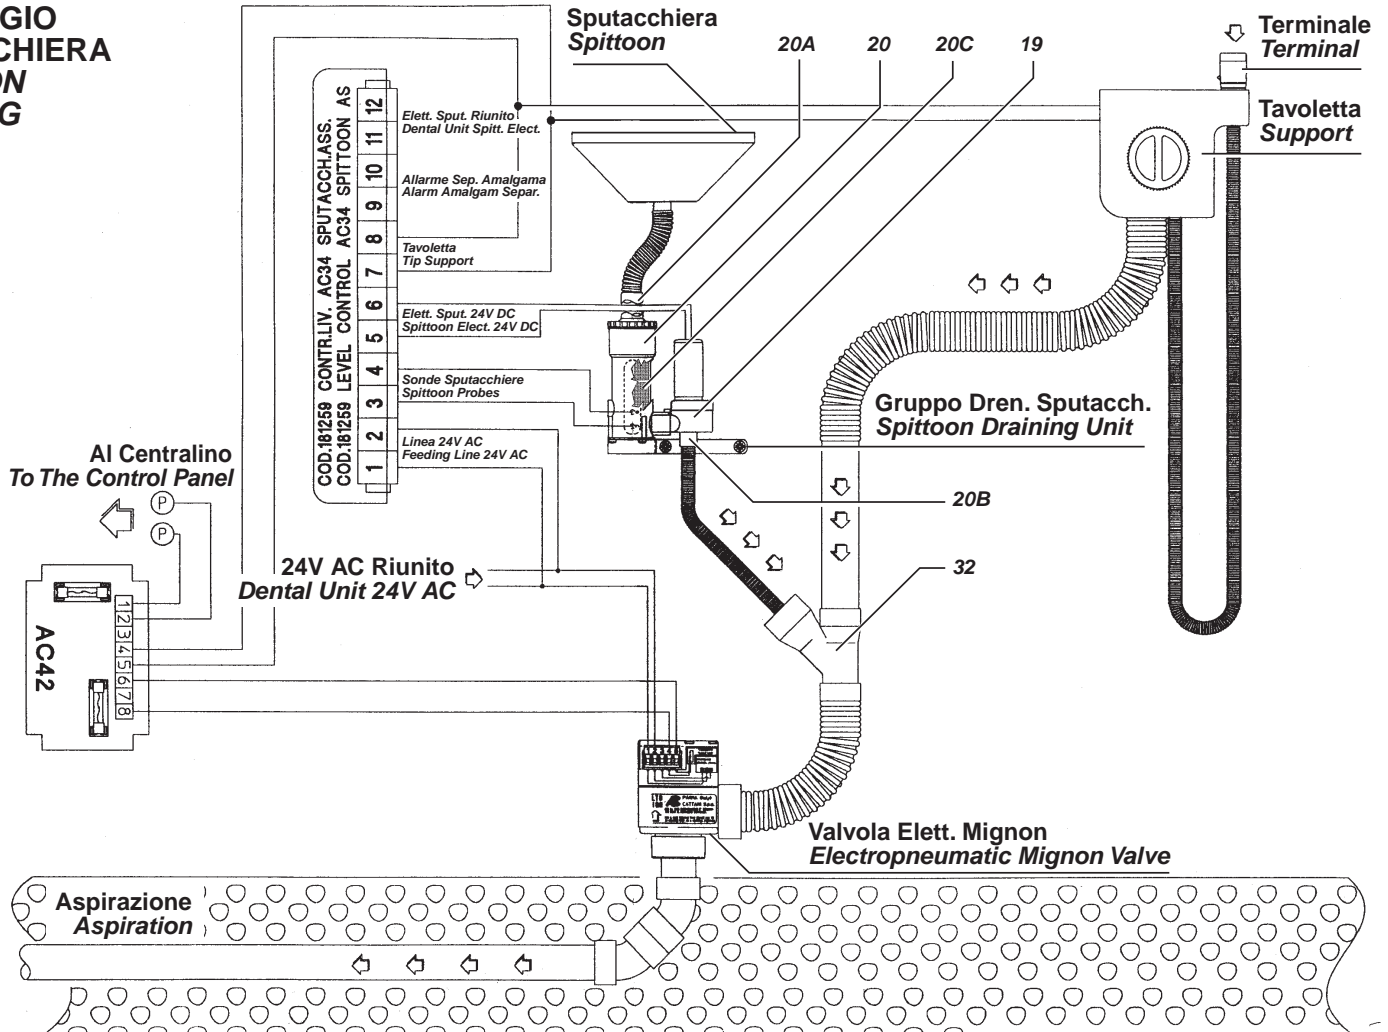 GIO
CHIERA
ON
G
Sputacchiera
Spittoon
20A
20
20C
19
Terminale
Terminal
Tavoletta
Support
COD.181259 CONTR.LIV. AC34 SPUTACCH.ASS.
COD.181259 LEVEL CONTROL AC34 SPITTOON AS
12
11
10
9
8
7
6
5
4
3
2
1
Elett. Sput. Riunito
Dental Unit Spitt. Elect.
Allarme Sep. Amalgama
Alarm Amalgam Separ.
Tavoletta
Tip Support
Elett. Sput. 24V DC
Spittoon Elect. 24V DC
Sonde Sputacchiere
Spittoon Probes
Linea 24V AC
Feeding Line 24V AC
Gruppo Dren. Sputacch.
Spittoon Draining Unit
20B
32
Al Centralino
To The Control Panel
P
P
24V AC Riunito
Dental Unit 24V AC
AC42
1
2
3
4
5
6
7
8
Valvola Elett. Mignon
Electropneumatic Mignon Valve
Aspirazione
Aspiration